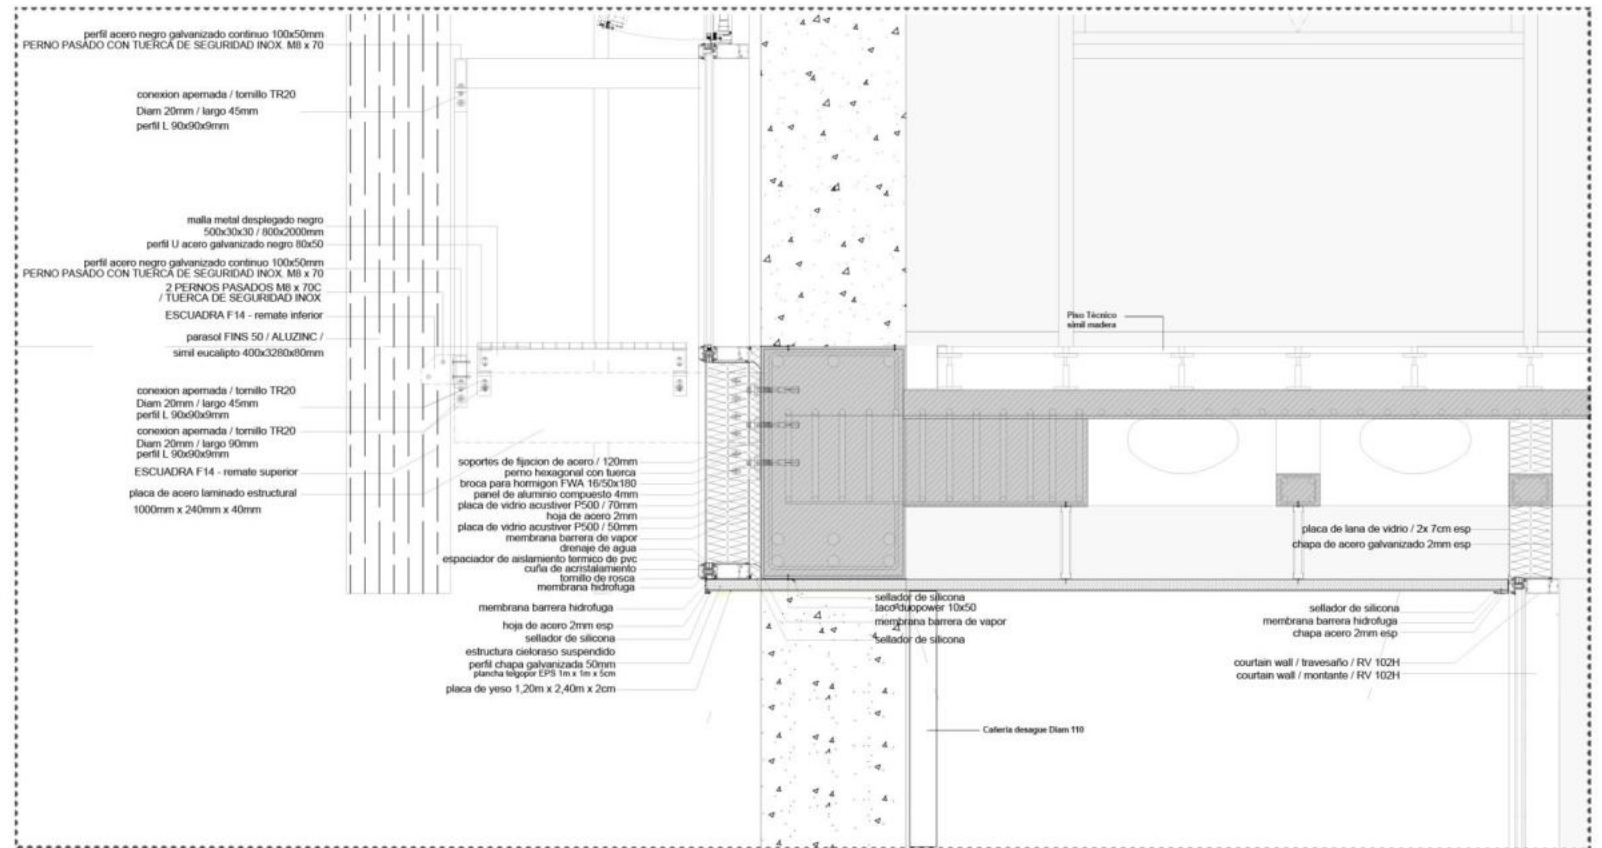 perfil acero negro galvanizado continuo 100x50mm
PERNO PASADO CON TUERCA DE SEGURIDAD INOX. M8 x 70
conexion apernada / tornillo TR20
Diam 20mm / largo 45mm
perfil L 90x90x9mm
malla metal desplegado negro
500x30x30 / 800x2000mm
perfil U acero galvanizado negro 80x50
perfil acero negro galvanizado continuo 100x50mm
PERNO PASADO CON TUERCA DE SEGURIDAD INOX. M8 x 70
2 PERNOS PASADOS M8 x 70C
/ TUERCA DE SEGURIDAD INOX
ESCUADRA F14 - remate inferior
parasol FINS 50 / ALUZINC /
simil eucalipto 400x3280x80mm
conexion apernada / tornillo TR20
Diam 20mm / largo 45mm
perfil L 90x90x9mm
conexion apernada / tornillo TR20
Diam 20mm / largo 90mm
perfil L 90x90x9mm
ESCUADRA F14 - remate superior
placa de acero laminado estructural
1000mm x 240mm x 40mm
soportes de fijacion de acero / 120mm
perno hexagonal con tuerca
broca para hormigon FWA 16/50x180
panel de aluminio compuesto 4mm
placa de vidrio acustiver P500 / 70mm
hoja de acero 2mm
placa de vidrio acustiver P500 / 50mm
membrana barrera de vapor
drenaje de agua
espaciador de aislamiento termico de pvc
cuña de acristalamiento
tornillo de rosca
membrana hidrofuga
membrana barrera hidrofuga
hoja de acero 2mm esp
sellador de silicona
estructura cieloraso suspendido
perfil chapa galvanizada 50mm
plancha telgopor EPS 1m x 1m x 5cm
placa de yeso 1,20m x 2,40m x 2cm
sellador de silicona
taco duopower 10x50
membrana barrera de vapor
sellador de silicona
Cañeria desague Diam 110
Piso Técnico
simil madera
placa de lana de vidrio / 2x 7cm esp
chapa de acero galvanizado 2mm esp
sellador de silicona
membrana barrera hidrofuga
chapa acero 2mm esp
courtain wall / travesaño / RV 102H
courtain wall / montante / RV 102H